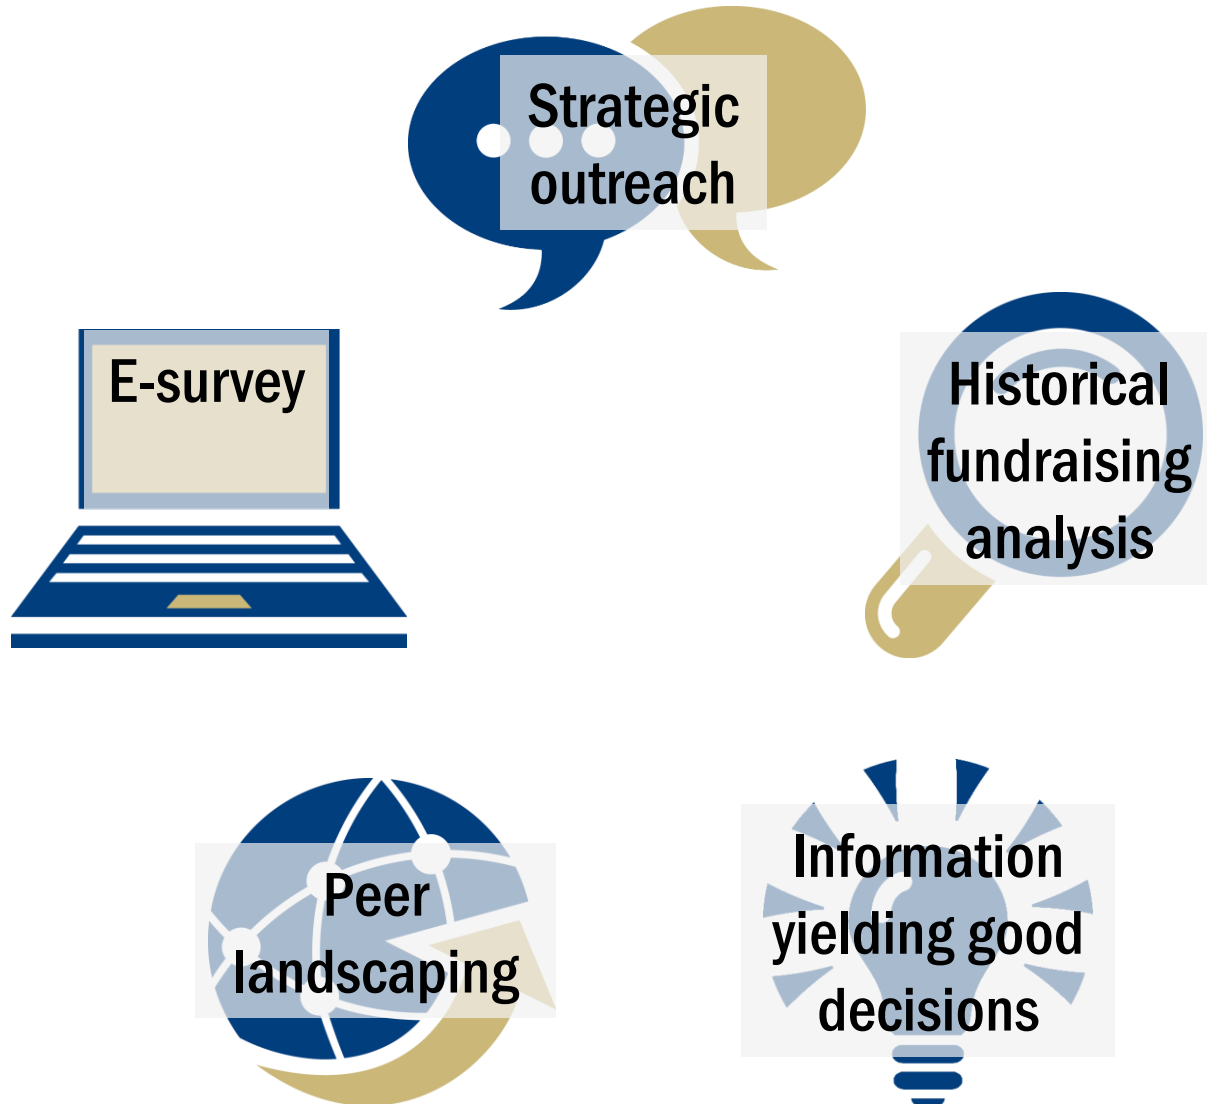 Strategic
outreach
E-survey
Historical
fundraising
analysis
Peer
landscaping
Information
yielding good
decisions